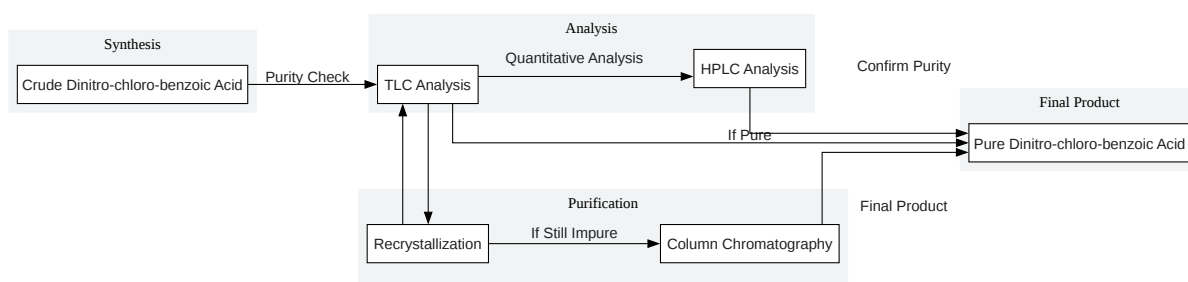 Analysis
Synthesis
Quantitative Analysis
Crude Dinitro-chloro-benzoic Acid
Purity Check
TLC Analysis
HPLC Analysis
Confirm Purity
Final Product
If Pure
Pure Dinitro-chloro-benzoic Acid
Purification
Final Product
Recrystallization
If Still Impure
Column Chromatography